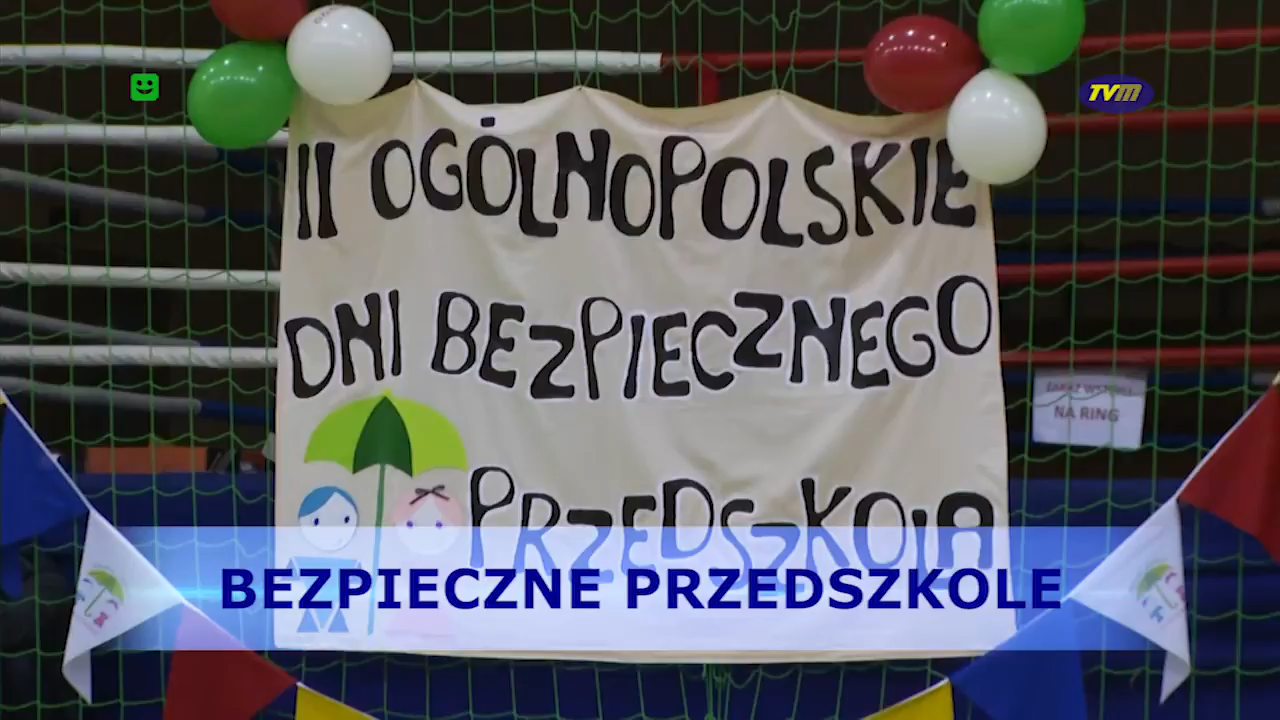 TVM
II OGÓLNOPOLSKIE
DNI BEZPIECZNEGO
PRZEDSZKOLA
NA RING
BEZPIECZNE PRZEDSZKOLE